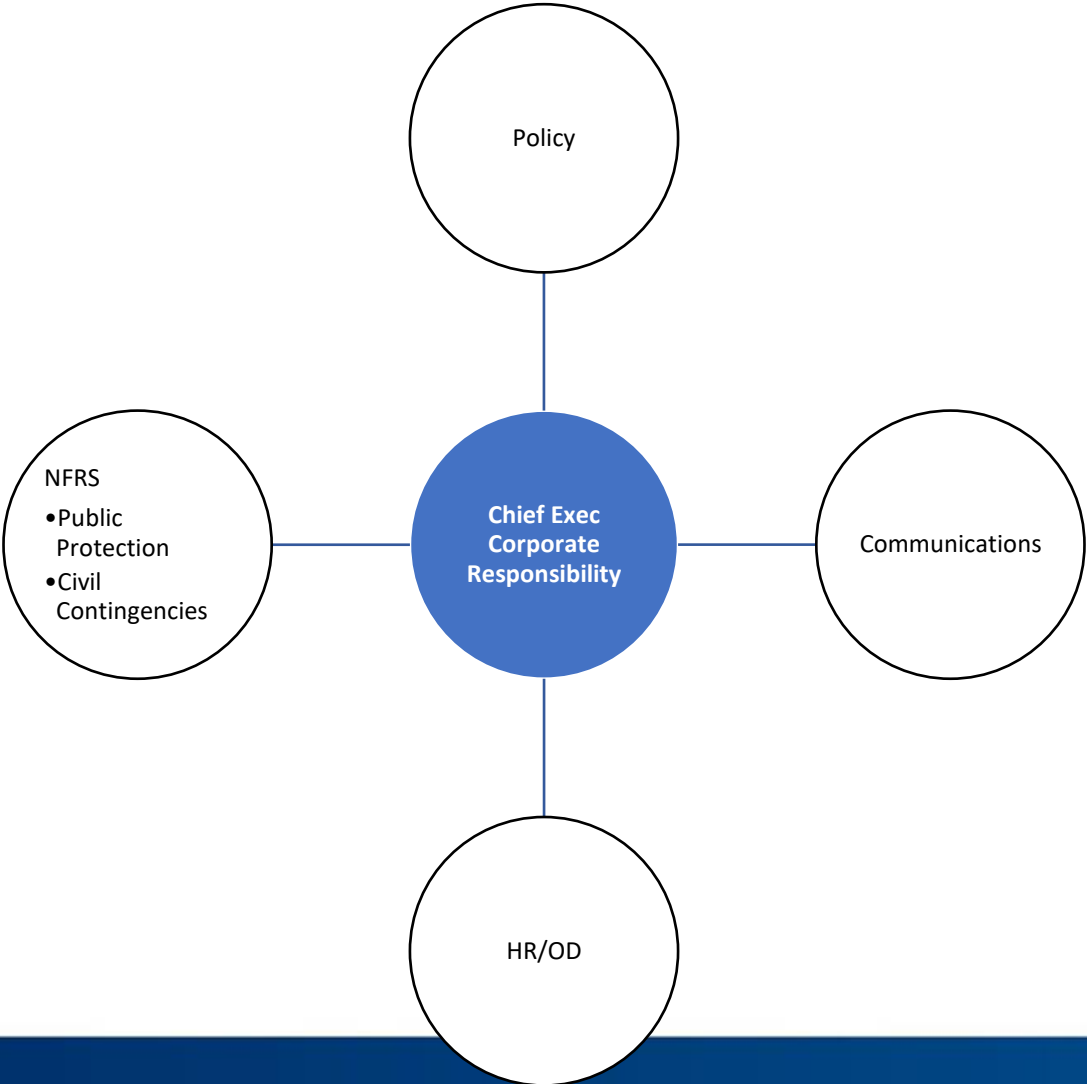 Policy
NFRS
•Public
Protection
•Civil
Contingencies
Chief Exec
Corporate
Responsibility
Communications
HR/OD